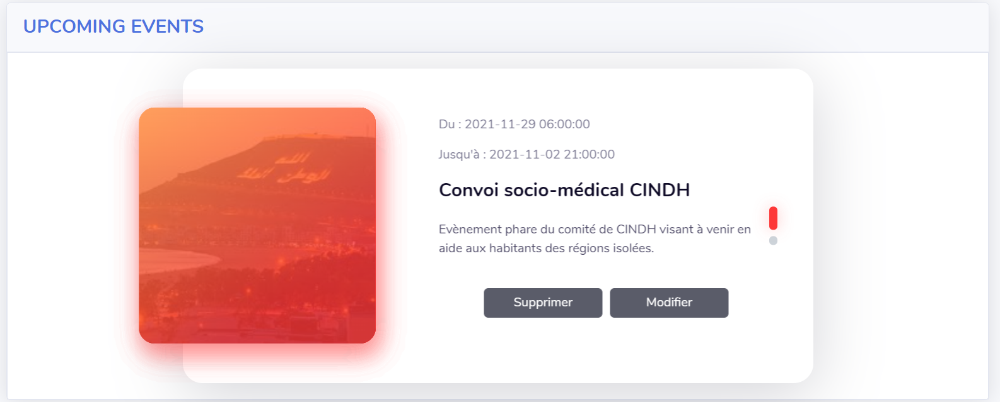 UPCOMING EVENTS
الله
الوطن الملك
Du : 2021-11-29 06:00:00
Jusqu'à : 2021-11-02 21:00:00
Convoi socio-médical CINDH
Evènement phare du comité de CINDH visant à venir en
aide aux habitants des régions isolées.
Supprimer
Modifier